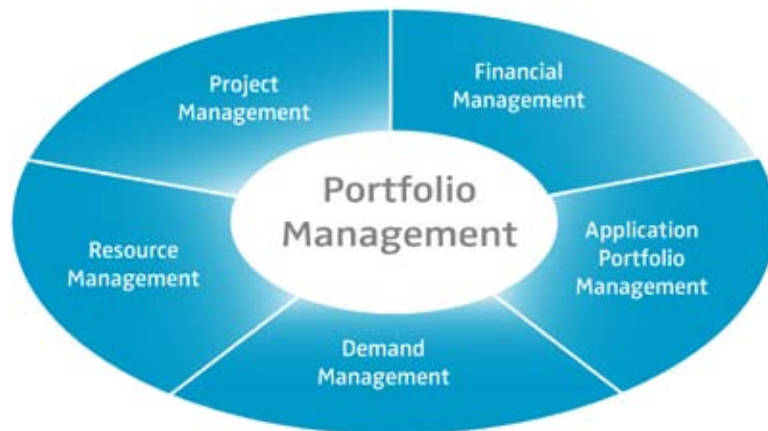 Project
Management
Financial
Management
Portfolio
Management
Resource
Management
Application
Portfolio
Management
Demand
Management